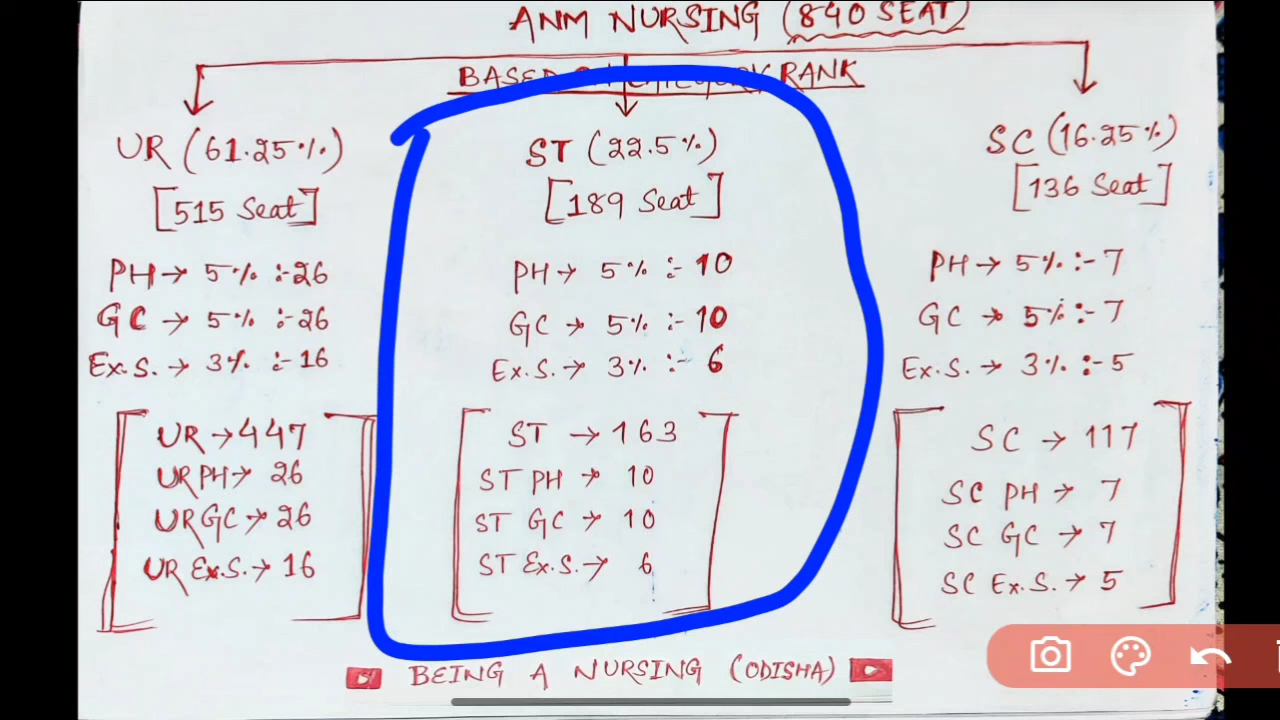 ANM NURSING (840 SEAT)
BASED ON CATEGORY RANK
UR (61.25%)
[515 Seat]
PH → 5% :- 26
GC → 5% :- 26
Ex.S. → 3% :- 16
UR → 447
UR PH → 26
UR GC → 26
UR Ex.S. → 16
ST (22.5%)
[189 Seat]
PH → 5% :- 10
GC → 5% :- 10
Ex.S. → 3% :- 6
ST → 163
ST PH → 10
ST GC → 10
ST Ex.S. → 6
SC (16.25%)
[136 Seat]
PH → 5% :- 7
GC → 5% :- 7
Ex.S. → 3% :- 5
SC → 117
SC PH → 7
SC GC → 7
SC Ex.S. → 5
BEING A NURSING (ODISHA)